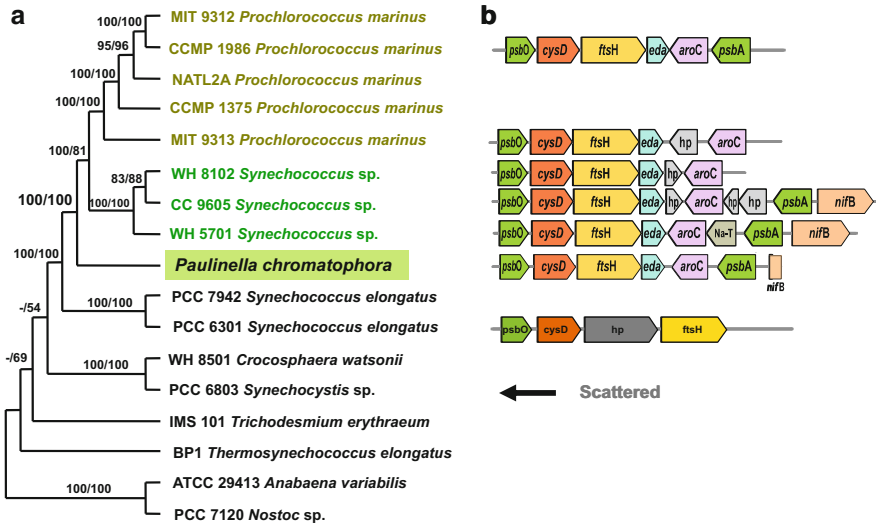 a
100/100
MIT 9312 Prochlorococcus marinus
95/96
CCMP 1986 Prochlorococcus marinus
100/100
NATL2A Prochlorococcus marinus
100/100
CCMP 1375 Prochlorococcus marinus
MIT 9313 Prochlorococcus marinus
100/81
83/88
WH 8102 Synechococcus sp.
100/100
CC 9605 Synechococcus sp.
100/100
WH 5701 Synechococcus sp.
100/100
Paulinella chromatophora
100/100
PCC 7942 Synechococcus elongatus
-/54
PCC 6301 Synechococcus elongatus
-/69
WH 8501 Crocosphaera watsonii
100/100
PCC 6803 Synechocystis sp.
IMS 101 Trichodesmium erythraeum
BP1 Thermosynechococcus elongatus
100/100
ATCC 29413 Anabaena variabilis
PCC 7120 Nostoc sp.
b
psbO cysD ftsH eda aroC psbA
psbO cysD ftsH eda hp aroC
psbO cysD ftsH eda hp aroC
psbO cysD ftsH eda hp aroC hp hp psbA nifB
psbO cysD ftsH eda aroC Na-T psbA nifB
psbO cysD ftsH eda aroC psbA
nifB
psbO cysD hp ftsH
Scattered